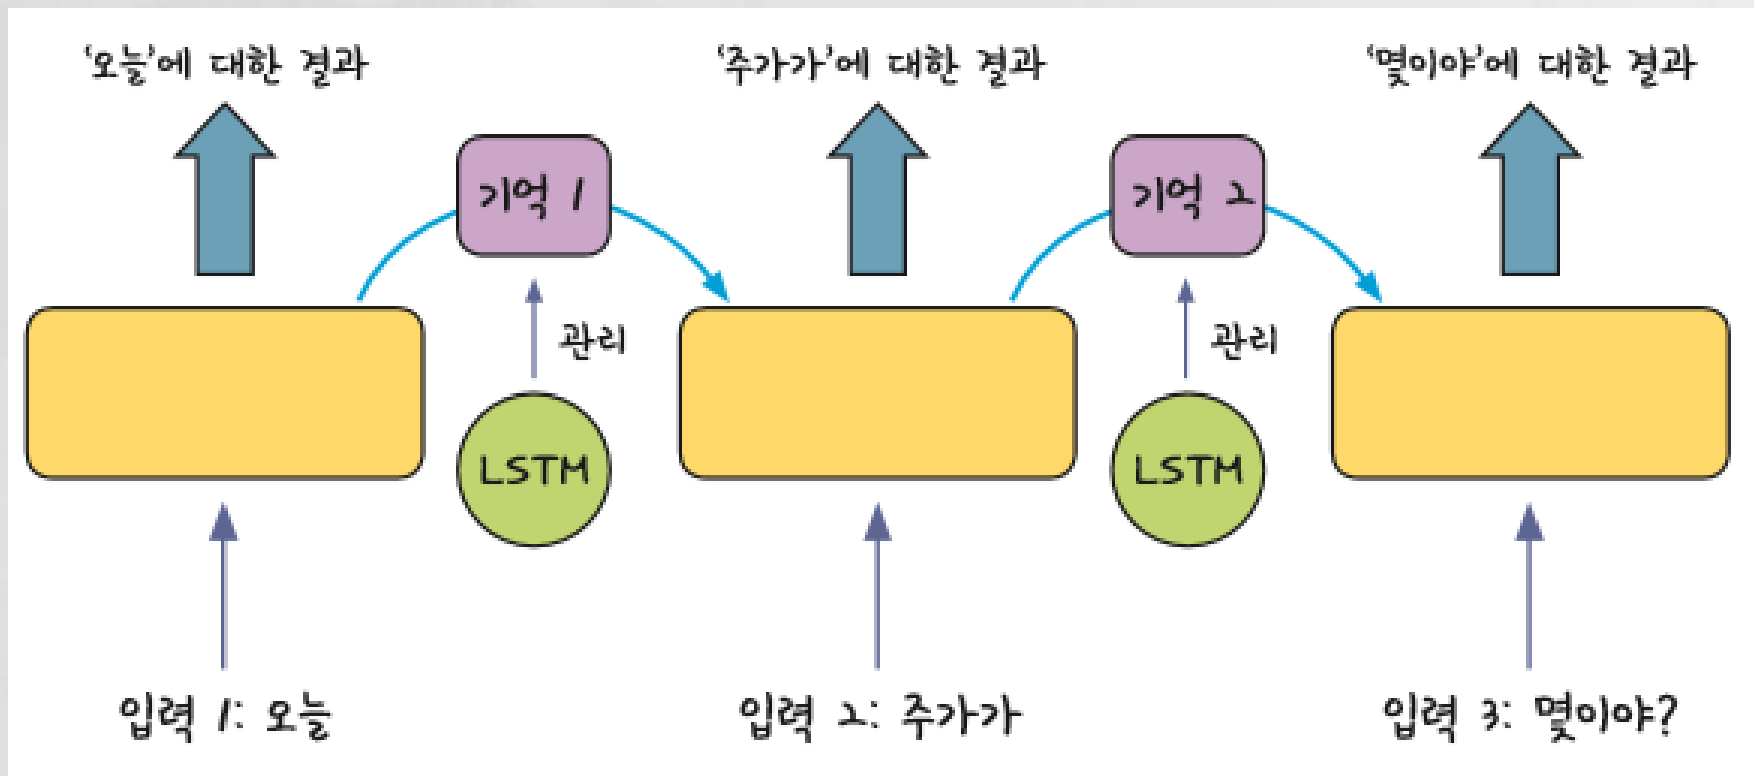 '오늘'에 대한 결과
'주가가'에 대한 결과
'몇이야'에 대한 결과
기억 1
기억 2
관리
관리
LSTM
LSTM
입력 1: 오늘
입력 2: 주가가
입력 3: 몇이야?